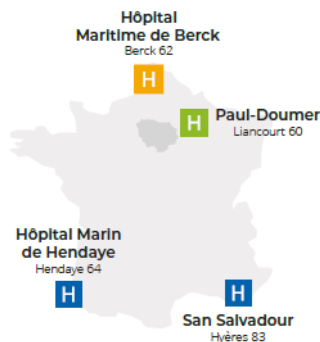 Hôpital
Maritime de Berck
Berck 62
H
H
Paul-Doumer
Liancourt 60
Hôpital Marin
de Hendaye
Hendaye 64
H
H
San Salvadour
Hyères 83